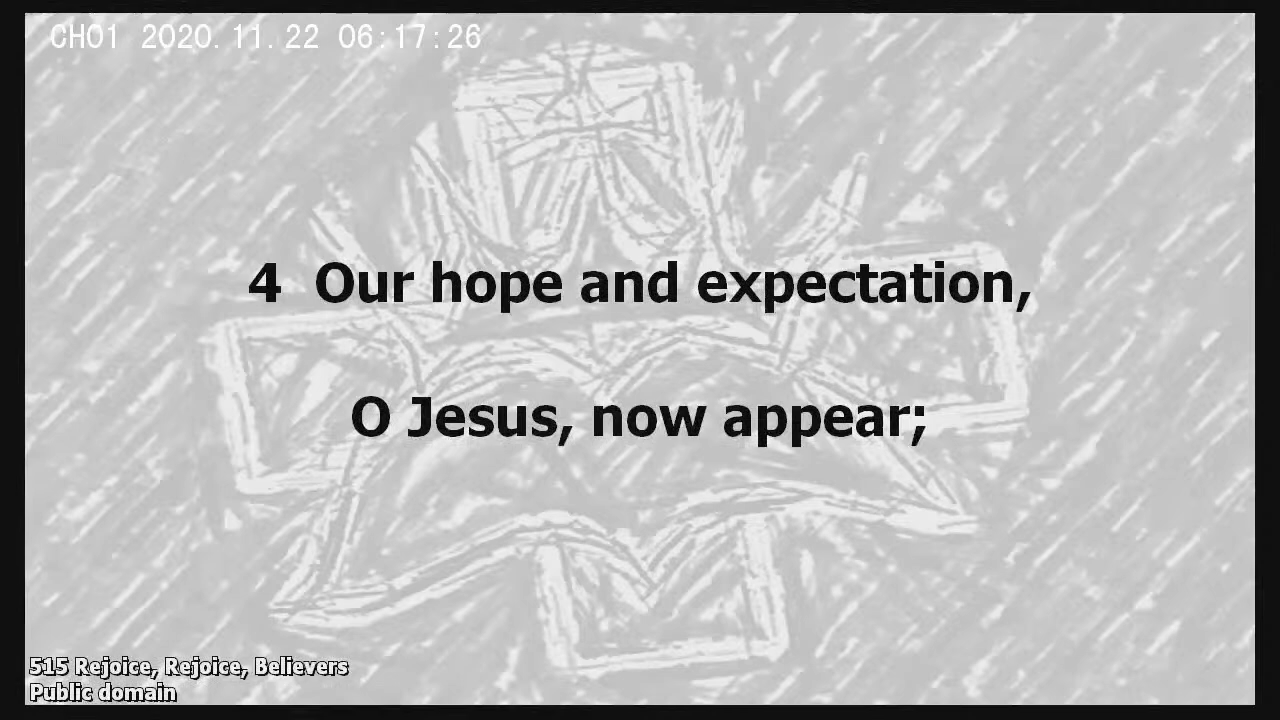 CH01 2020.11.22 06:17:26
4 Our hope and expectation,
O Jesus, now appear;
515 Rejoice, Rejoice, Believers
Public domain